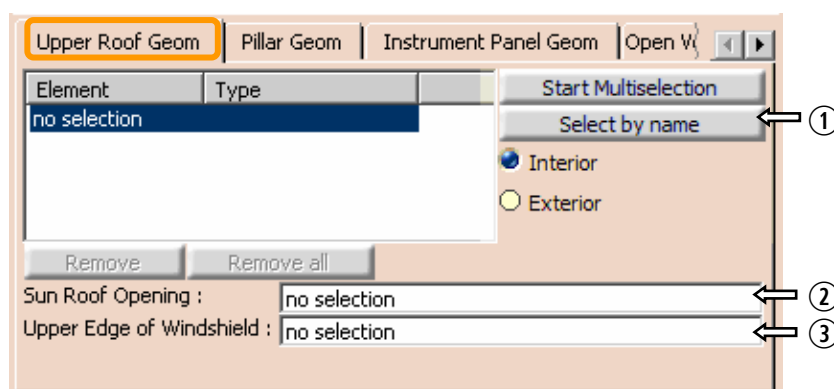 Upper Roof Geom Pillar Geom Instrument Panel Geom Open
Element Type Start Multiselection
no selection Select by name ①
Interior
Exterior
Remove Remove all
Sun Roof Opening : no selection ②
Upper Edge of Windshield : no selection ③